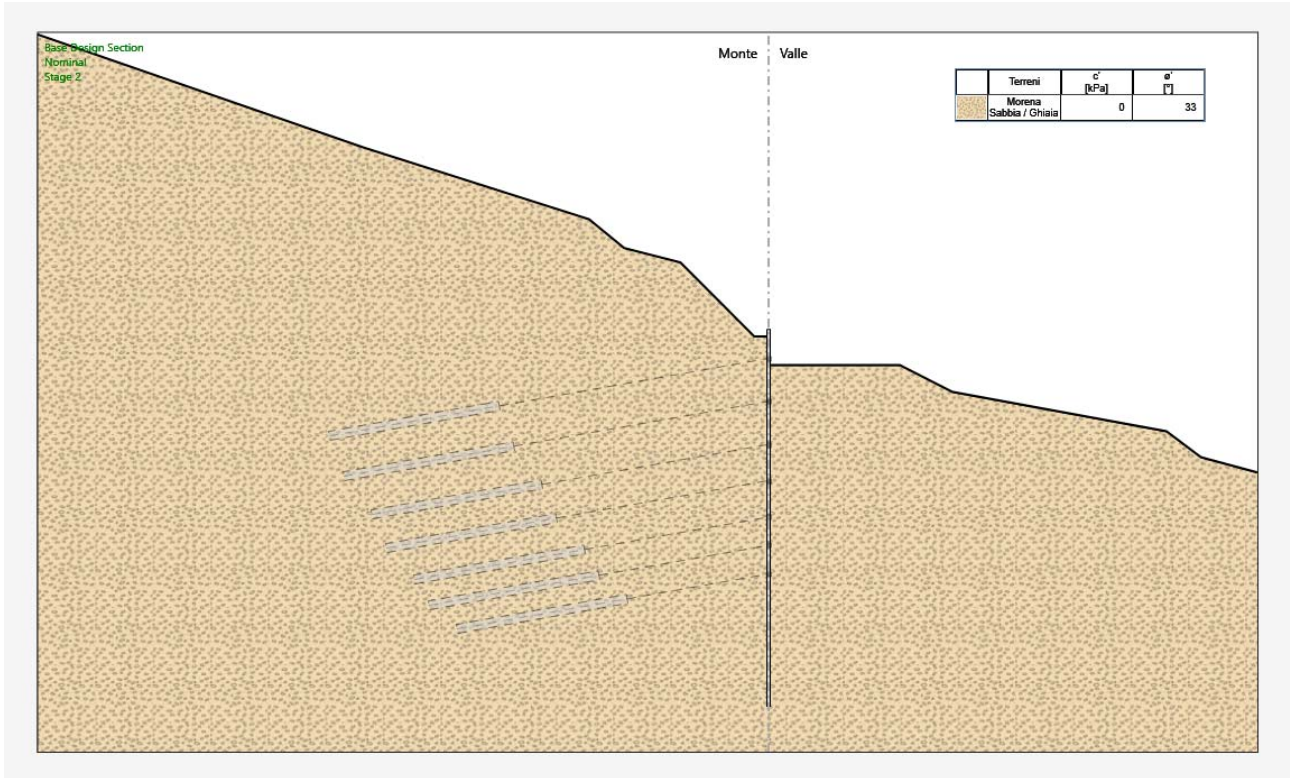 Base Design Section
Nominal
Stage 2
Monte Valle
Terreni c' [kPa] ø' [°]
Morena Sabbia / Ghiaia 0 33